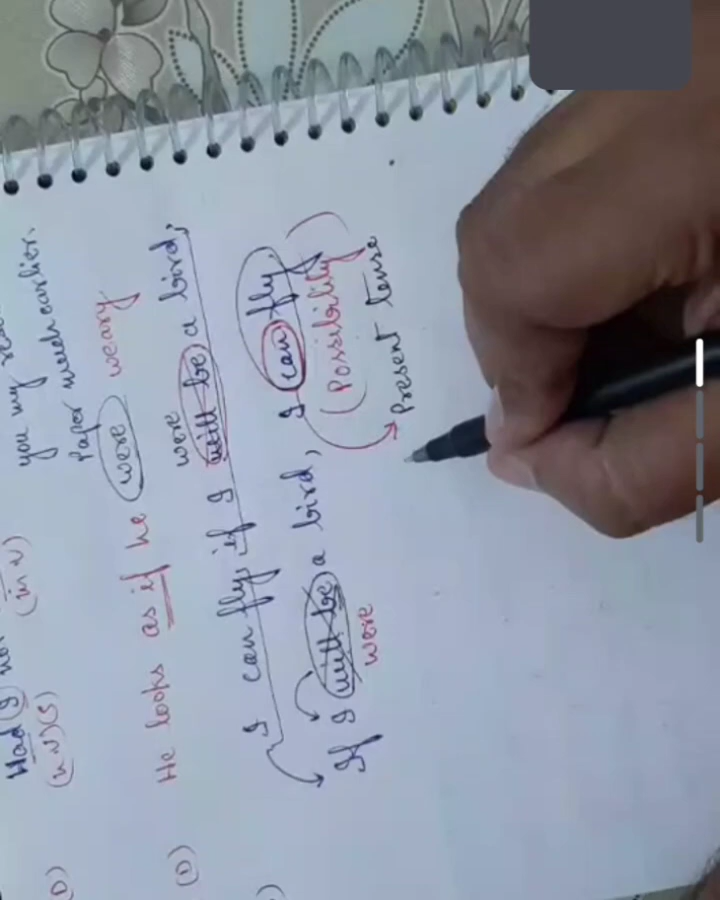 you my
(D) Had I
paper much earlier.
(h v) (S)
(D) He looks as if he were weary
were
) I can fly, if I will be a bird,
If I will be a bird, I can fly
were (Possibility)
Present tense